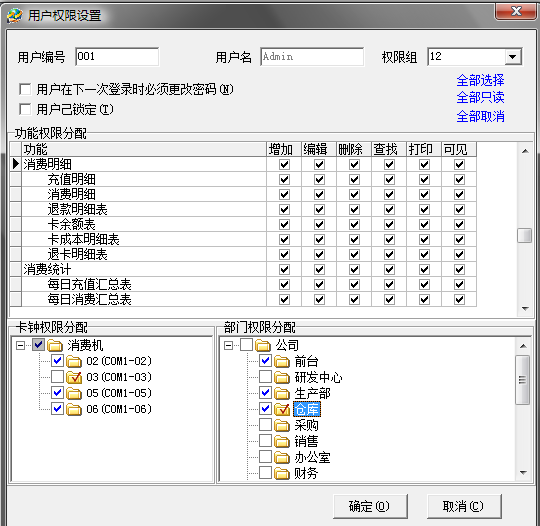 用户权限设置
用户编号 001 用户名 Admin 权限组 12
用户在下一次登录时必须更改密码(N) 全部选择
全部只读
用户已锁定(T) 全部取消
功能权限分配
功能 增加 编辑 删除 查找 打印 可见
消费明细
充值明细
消费明细
退款明细表
卡余额表
卡成本明细表
退卡明细表
消费统计
每日充值汇总表
每日消费汇总表
卡钟权限分配
消费机
02(COM1-02)
03(COM1-03)
05(COM1-05)
06(COM1-06)
部门权限分配
公司
前台
研发中心
生产部
仓库
采购
销售
办公室
财务
确定(O) 取消(C)